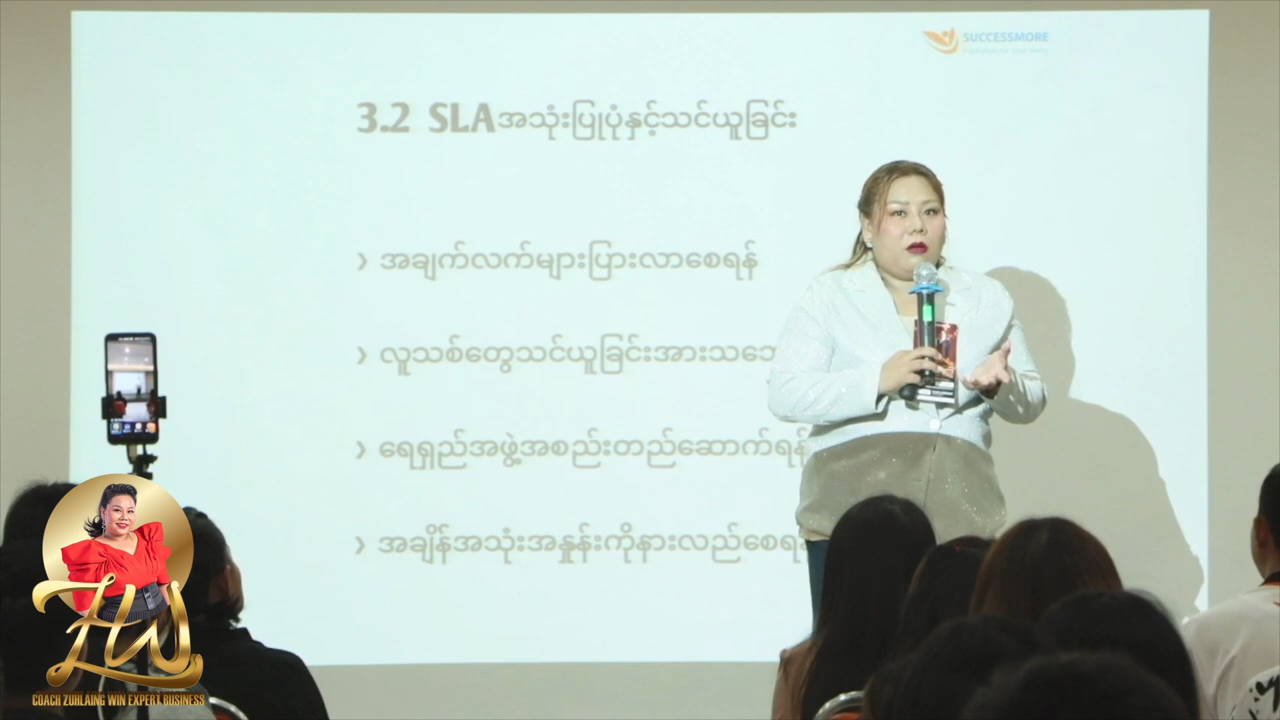 SUCCESSMORE
3.2 SLAအသုံးပြုပုံနှင့်သင်ယူခြင်း
› အချက်လက်များပြားလာစေရန်
› လူသစ်တွေသင်ယူခြင်းအားသဘော
› ရေရှည်အဖွဲ့အစည်းတည်ဆောက်ရန်
› အချိန်အသုံးအနှုန်းကိုနားလည်စေရန်
ZW
COACH ZUHLAING WIN EXPERT BUSINESS